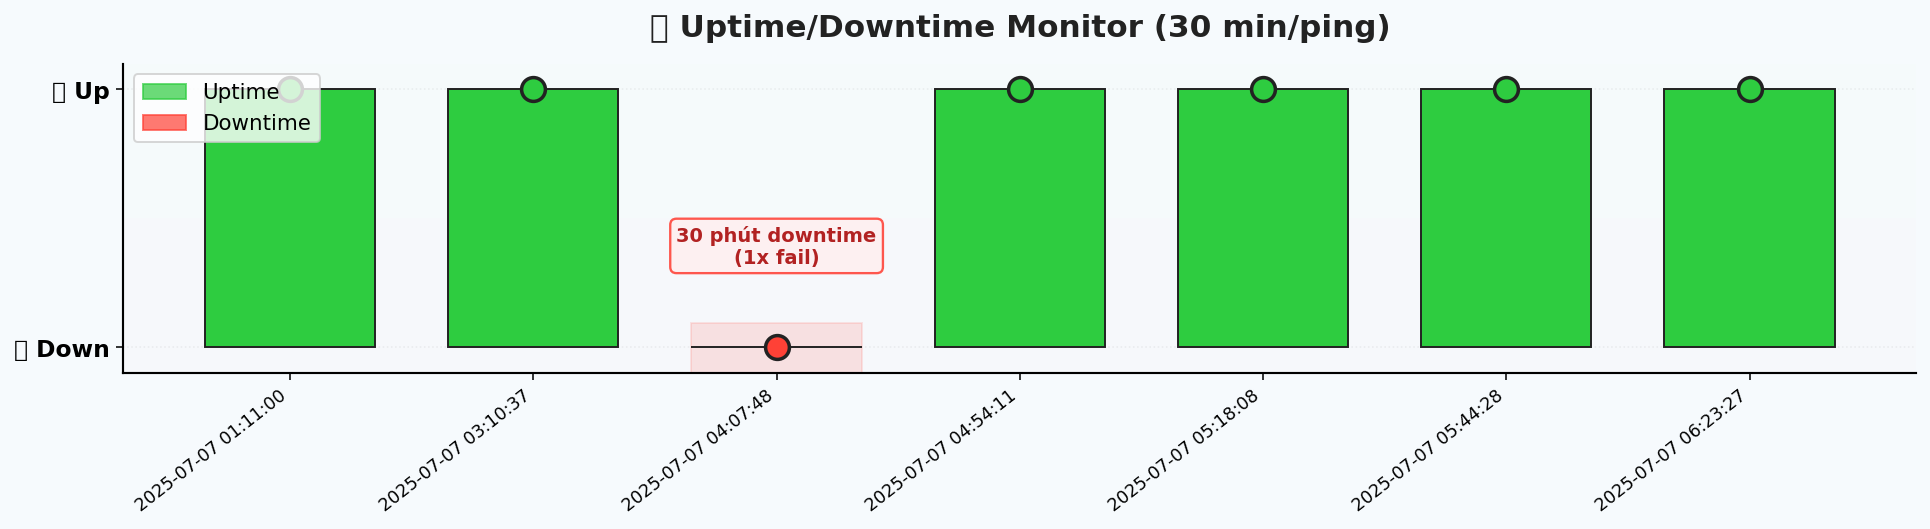 Uptime/Downtime Monitor (30 min/ping)
Up
Uptime
Downtime
30 phút downtime
(1x fail)
Down
2025-07-07 01:11:00
2025-07-07 03:10:37
2025-07-07 04:07:48
2025-07-07 04:54:11
2025-07-07 05:18:08
2025-07-07 05:44:28
2025-07-07 06:23:27